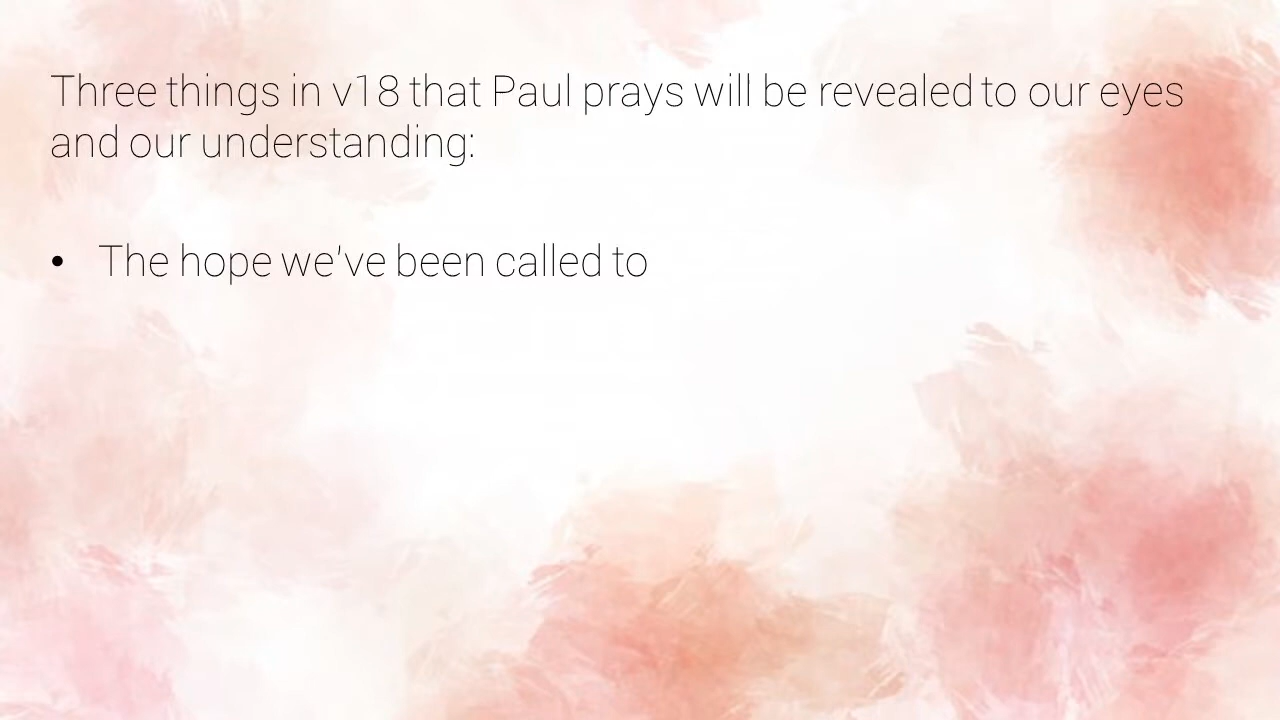 Three things in v18 that Paul prays will be revealed to our eyes
and our understanding:
• The hope we've been called to